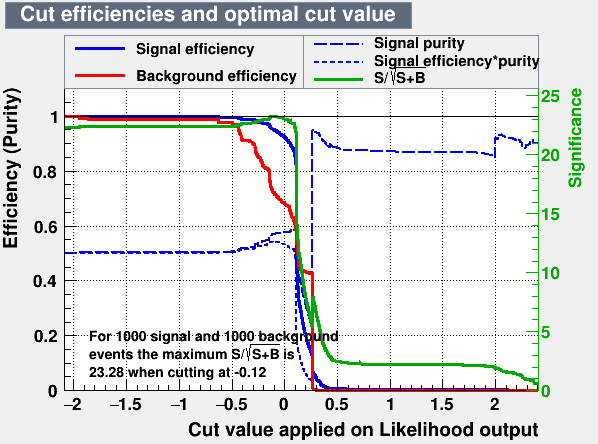 Cut efficiencies and optimal cut value
Signal efficiency
Background efficiency
Signal purity
Signal efficiency*purity
S/√S+B
Efficiency (Purity)
1
0.8
0.6
0.4
0.2
0
25
20
15
10
5
0
Significance
For 1000 signal and 1000 background
events the maximum S/√S+B is
23.28 when cutting at -0.12
−2 −1.5 −1 −0.5 0 0.5 1 1.5 2
Cut value applied on Likelihood output